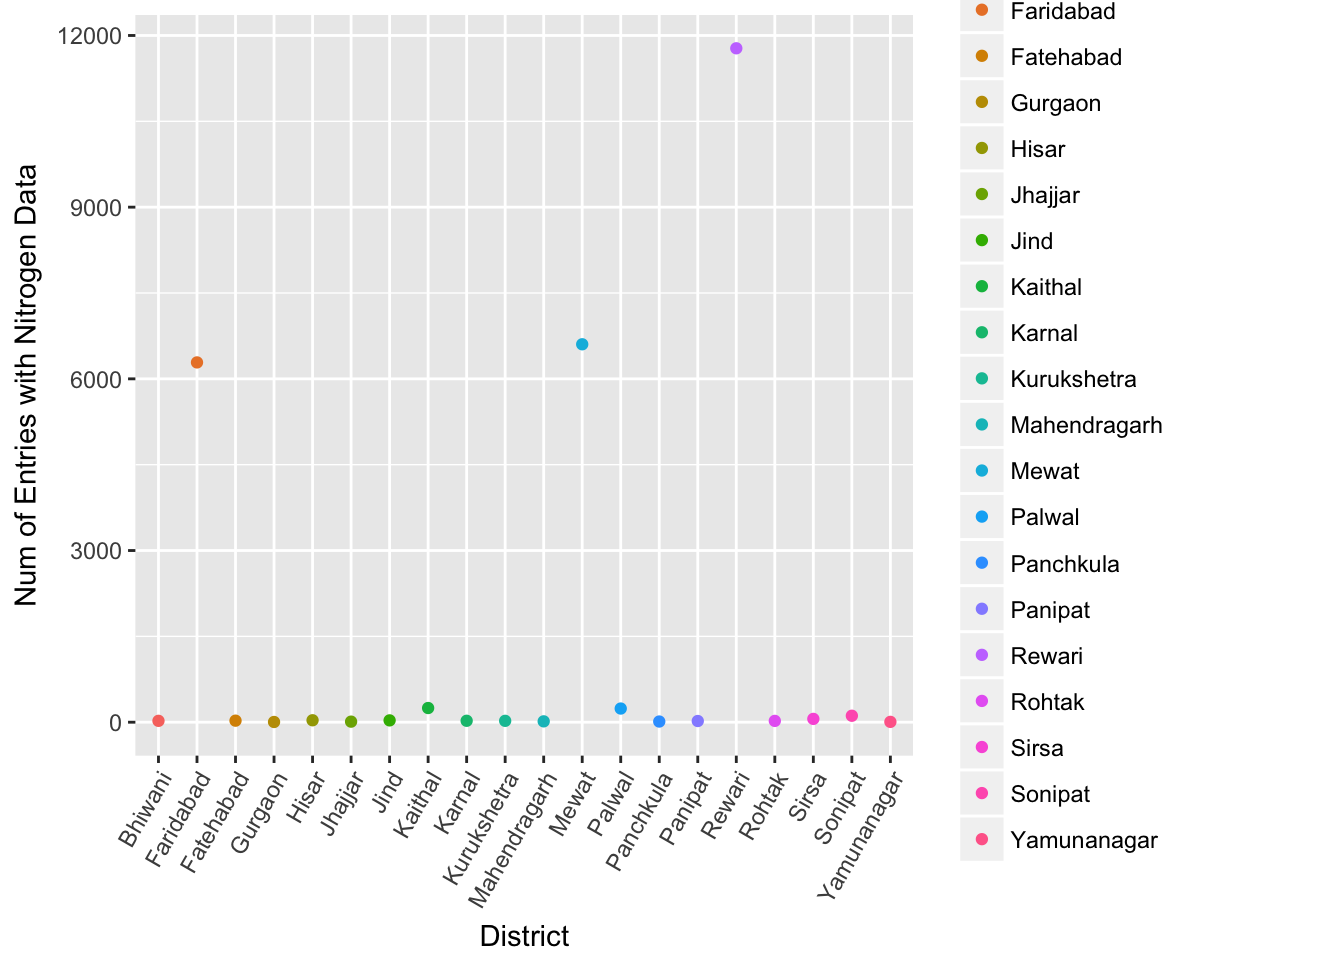 Num of Entries with Nitrogen Data
12000
9000
6000
3000
0
Bhiwani
Faridabad
Fatehabad
Gurgaon
Hisar
Jhajjar
Jind
Kaithal
Karnal
Kurukshetra
Mahendragarh
Mewat
Palwal
Panchkula
Panipat
Rewari
Rohtak
Sirsa
Sonipat
Yamunanagar
District
Faridabad
Fatehabad
Gurgaon
Hisar
Jhajjar
Jind
Kaithal
Karnal
Kurukshetra
Mahendragarh
Mewat
Palwal
Panchkula
Panipat
Rewari
Rohtak
Sirsa
Sonipat
Yamunanagar